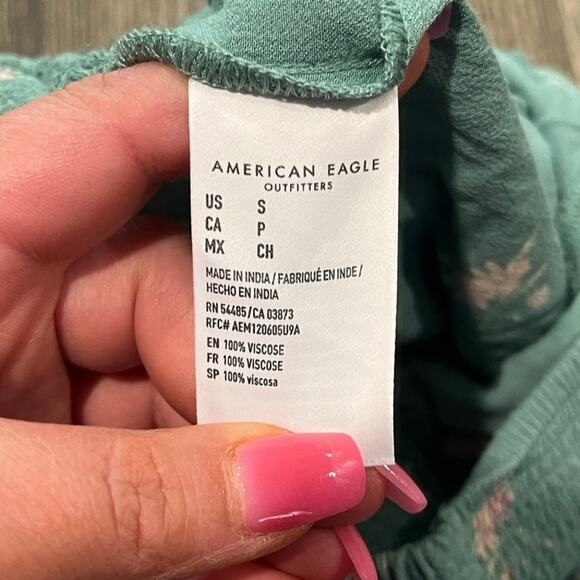 AMERICAN EAGLE
OUTFITTERS
US S
CA P
MX CH
MADE IN INDIA / FABRIQUÉ EN INDE /
HECHO EN INDIA
RN 54485/CA 03873
RFC# AEM120605U9A
EN 100% VISCOSE
FR 100% VISCOSE
SP 100% viscosa